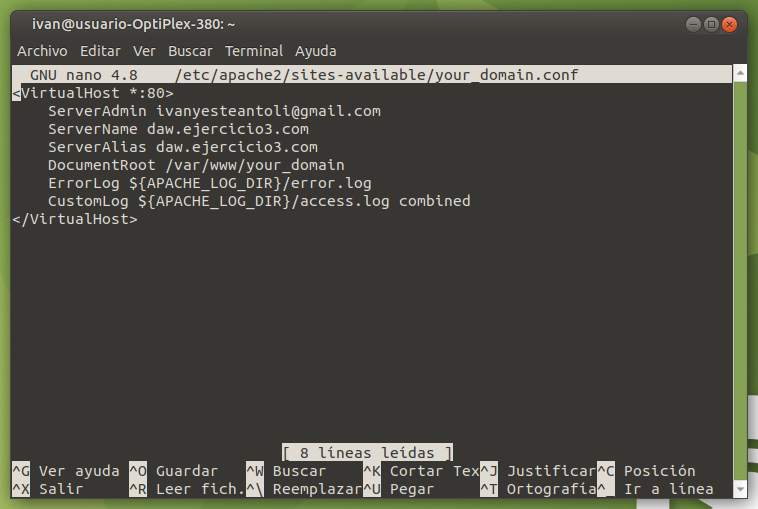 ivan@usuario-OptiPlex-380: ~
Archivo Editar Ver Buscar Terminal Ayuda
GNU nano 4.8 /etc/apache2/sites-available/your_domain.conf
<VirtualHost *:80>
ServerAdmin ivanyesteantoli@gmail.com
ServerName daw.ejercicio3.com
ServerAlias daw.ejercicio3.com
DocumentRoot /var/www/your_domain
ErrorLog ${APACHE_LOG_DIR}/error.log
CustomLog ${APACHE_LOG_DIR}/access.log combined
</VirtualHost>
[ 8 líneas leídas ]
^G Ver ayuda ^O Guardar ^W Buscar ^K Cortar Tex^J Justificar^C Posición
^X Salir ^R Leer fich.^\ Reemplazar^U Pegar ^T Ortografía^_ Ir a línea